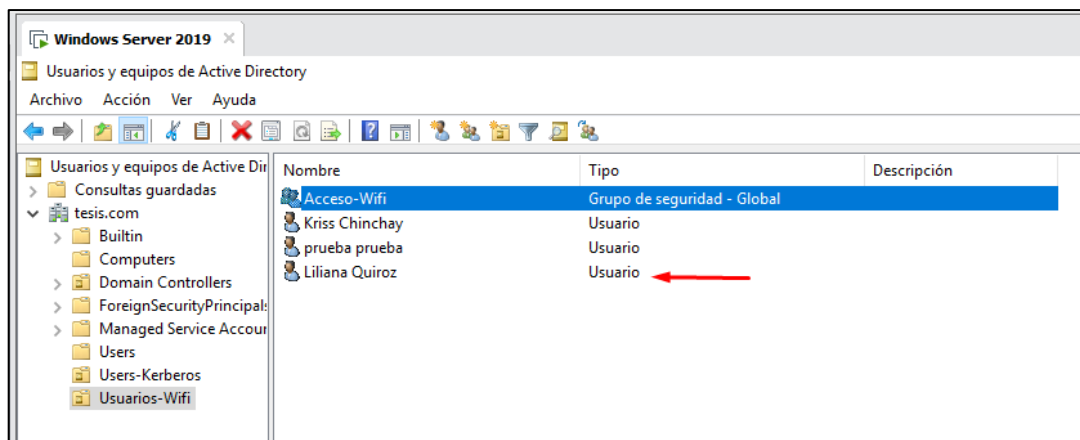 Windows Server 2019
Usuarios y equipos de Active Directory
Archivo Acción Ver Ayuda
Usuarios y equipos de Active Dir
Consultas guardadas
tesis.com
Builtin
Computers
Domain Controllers
ForeignSecurityPrincipals
Managed Service Accour
Users
Users-Kerberos
Usuarios-Wifi
Nombre Tipo Descripción
Acceso-Wifi Grupo de seguridad - Global
Kriss Chinchay Usuario
prueba prueba Usuario
Liliana Quiroz Usuario